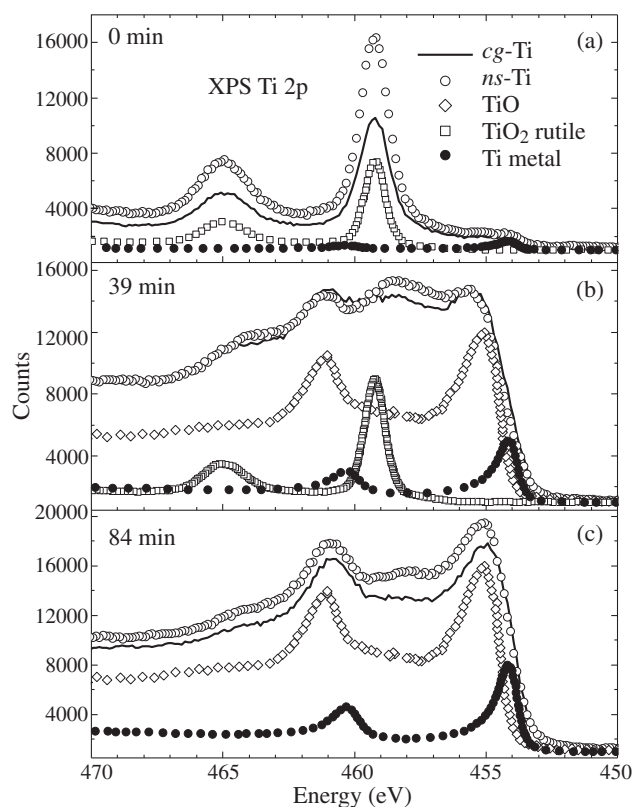 16000
12000
8000
4000
0 min
XPS Ti 2p
(a)
cg-Ti
ns-Ti
TiO
TiO2 rutile
Ti metal
16000
12000
8000
4000
39 min
(b)
Counts
20000
16000
12000
8000
4000
84 min
(c)
470 465 460 455 450
Energy (eV)